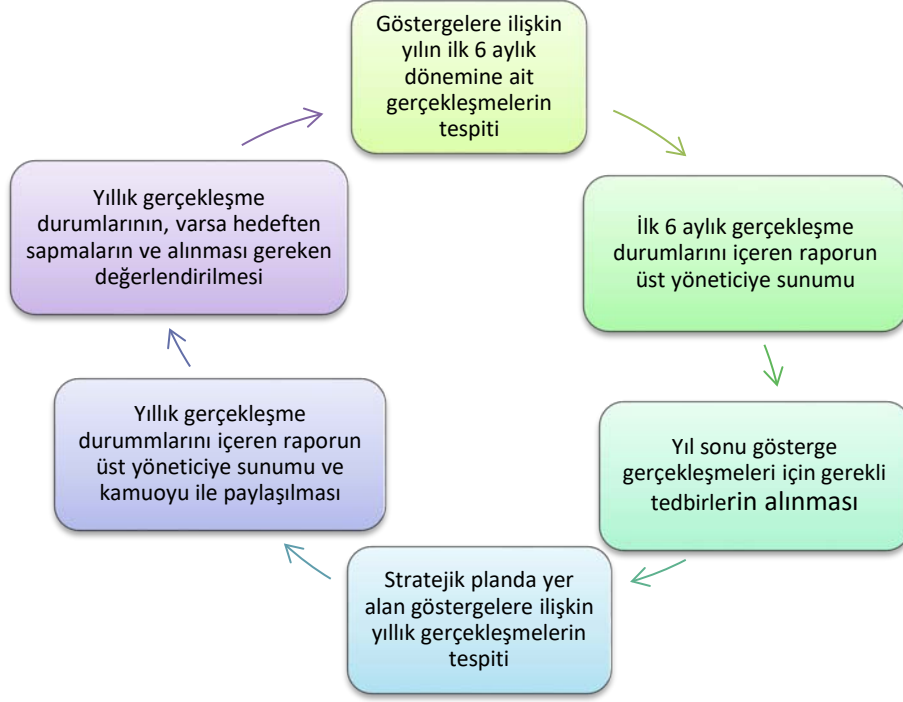 Göstergelere ilişkin
yılın ilk 6 aylık
dönemine ait
gerçekleşmelerin
tespiti
İlk 6 aylık gerçekleşme
durumlarını içeren raporun
üst yöneticiye sunumu
Yıl sonu gösterge
gerçekleşmeleri için gerekli
tedbirlerin alınması
Stratejik planda yer
alan göstergelere ilişkin
yıllık gerçekleşmelerin
tespiti
Yıllık gerçekleşme
durummlarını içeren raporun
üst yöneticiye sunumu ve
kamuoyu ile paylaşılması
Yıllık gerçekleşme
durumlarının, varsa hedeften
sapmaların ve alınması gereken
değerlendirilmesi